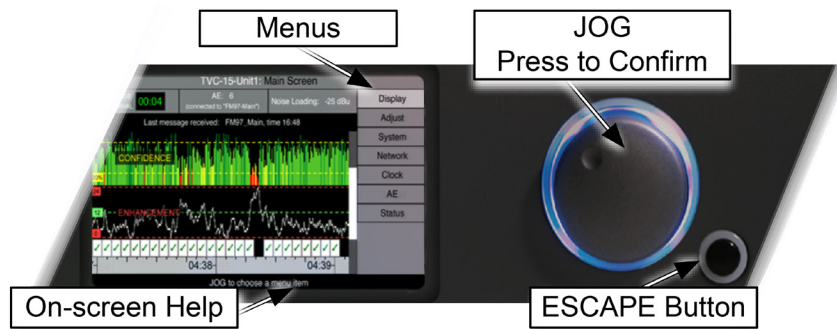 Menus
JOG
Press to Confirm
TVC-15-Unit1: Main Screen
00:04
AE: 6
(connected to "FM97-Main")
Noise Loading: -25 dBu
Last message received: FM97_Main, time 16:48
CONFIDENCE
ENHANCEMENT
12
04:38
04:39
JOG to choose a menu item
Display
Adjust
System
Network
Clock
AE
Status
On-screen Help
ESCAPE Button